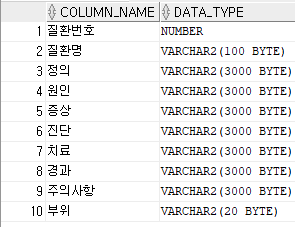 COLUMN_NAME DATA_TYPE
1 질환번호 NUMBER
2 질환명 VARCHAR2(100 BYTE)
3 정의 VARCHAR2(3000 BYTE)
4 원인 VARCHAR2(3000 BYTE)
5 증상 VARCHAR2(3000 BYTE)
6 진단 VARCHAR2(3000 BYTE)
7 치료 VARCHAR2(3000 BYTE)
8 경과 VARCHAR2(3000 BYTE)
9 주의사항 VARCHAR2(3000 BYTE)
10 부위 VARCHAR2(20 BYTE)